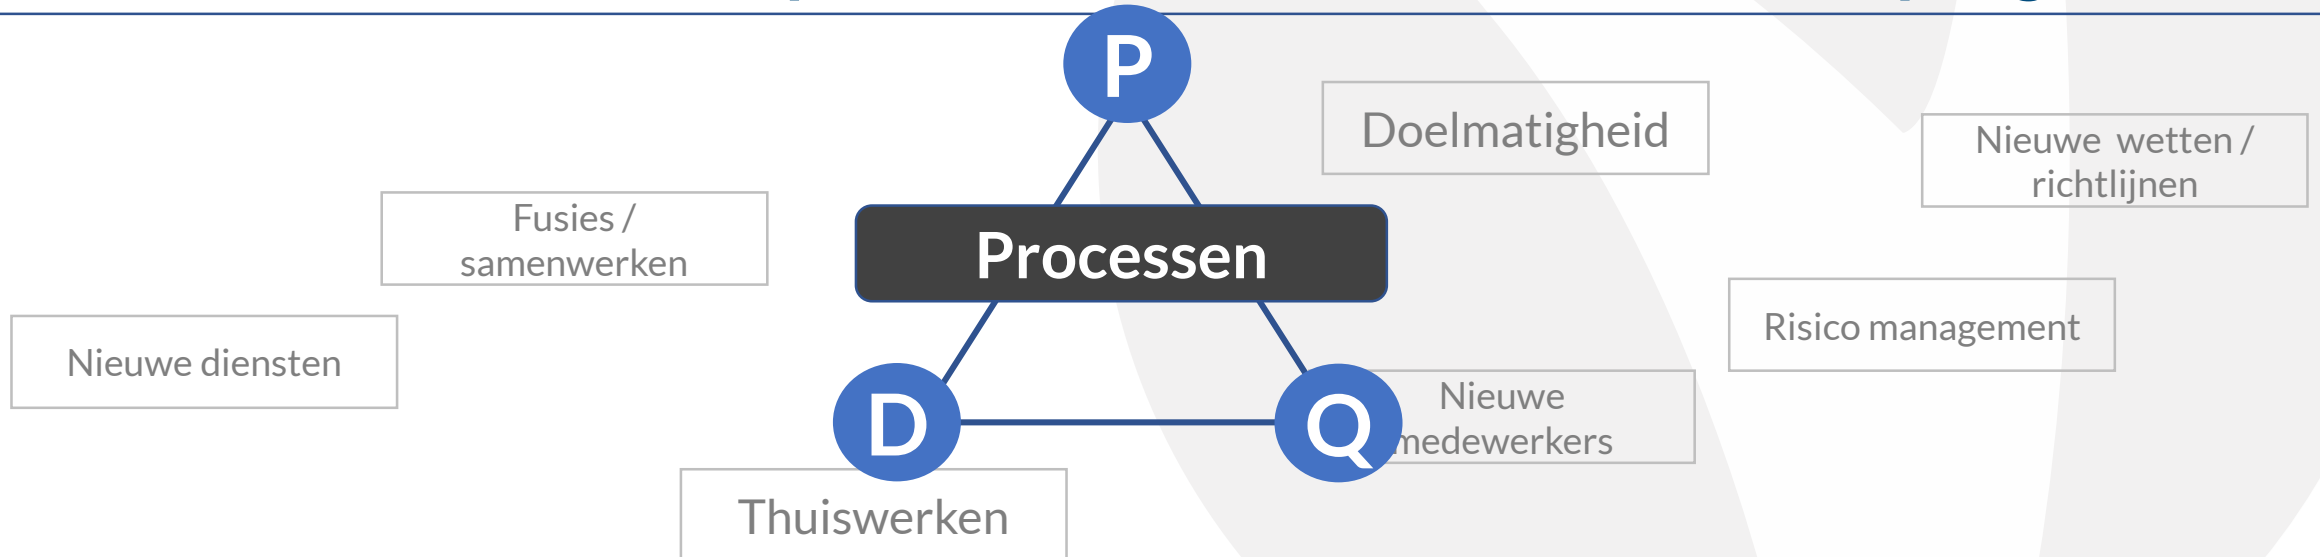 P
Doelmatigheid
Nieuwe wetten /
richtlijnen
Fusies /
samenwerken
Processen
Risico management
Nieuwe diensten
D
Q
Nieuwe
medewerkers
Thuiswerken